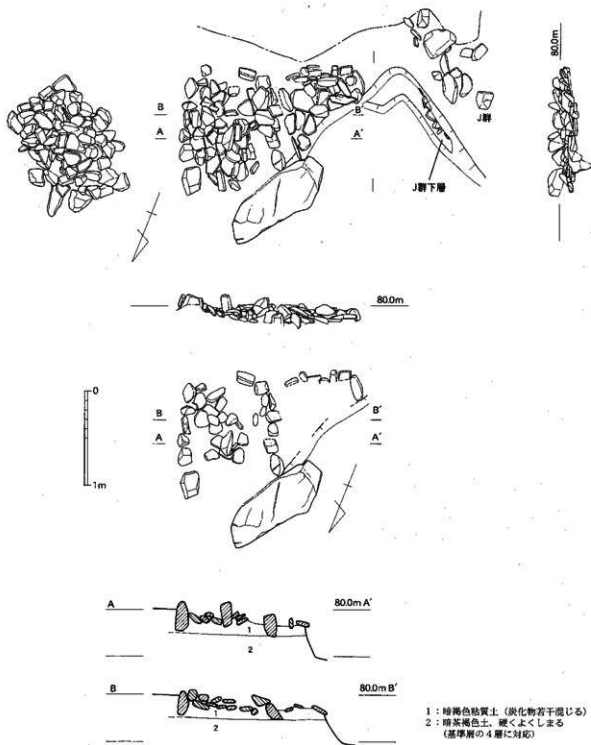 80.0m
J群
B
A
B′
A′
J群下層
80.0m
0
1m
B
A
B′
A′
A
80.0m A′
1
2
B
80.0m B′
1
2
1：暗褐色粘質土（炭化物若干混じる）
2：暗茶褐色土、硬くよくしまる
（基準層の4層に対応）